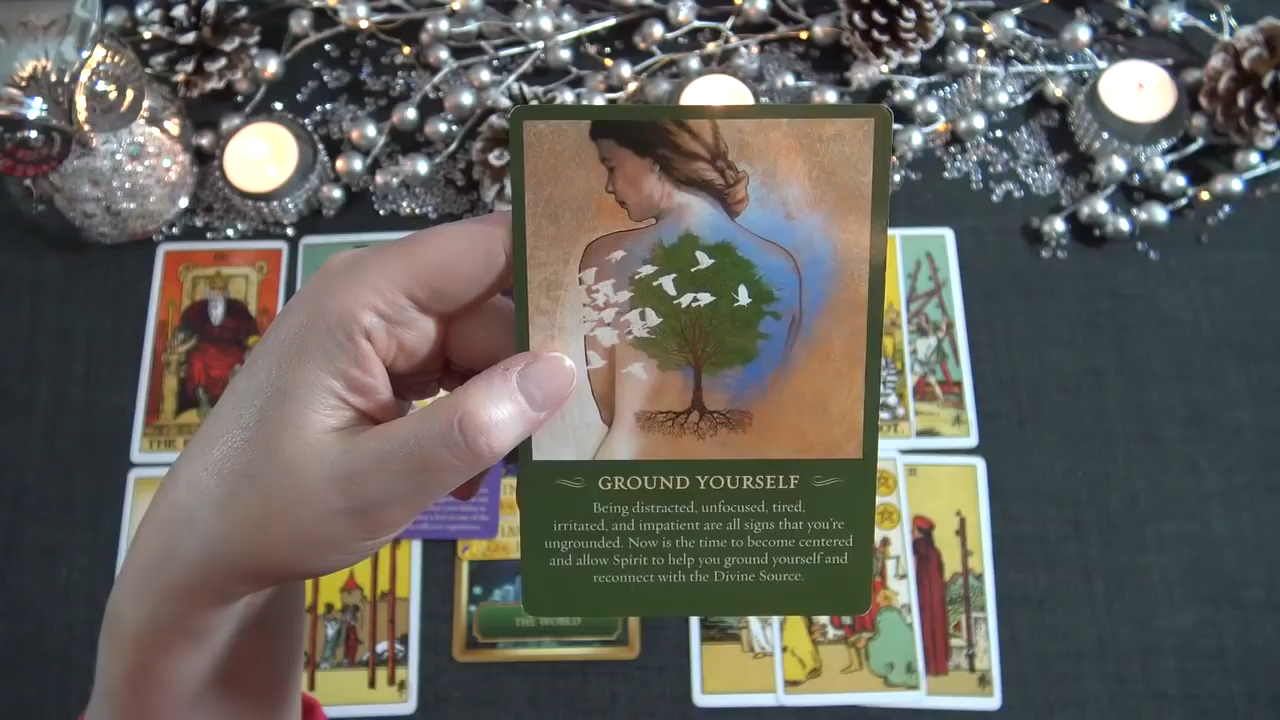 GROUND YOURSELF
Being distracted, unfocused, tired,
irritated, and impatient are all signs that you're
ungrounded. Now is the time to become centered
and allow Spirit to help you ground yourself and
reconnect with the Divine Source.
THE
THE WORLD